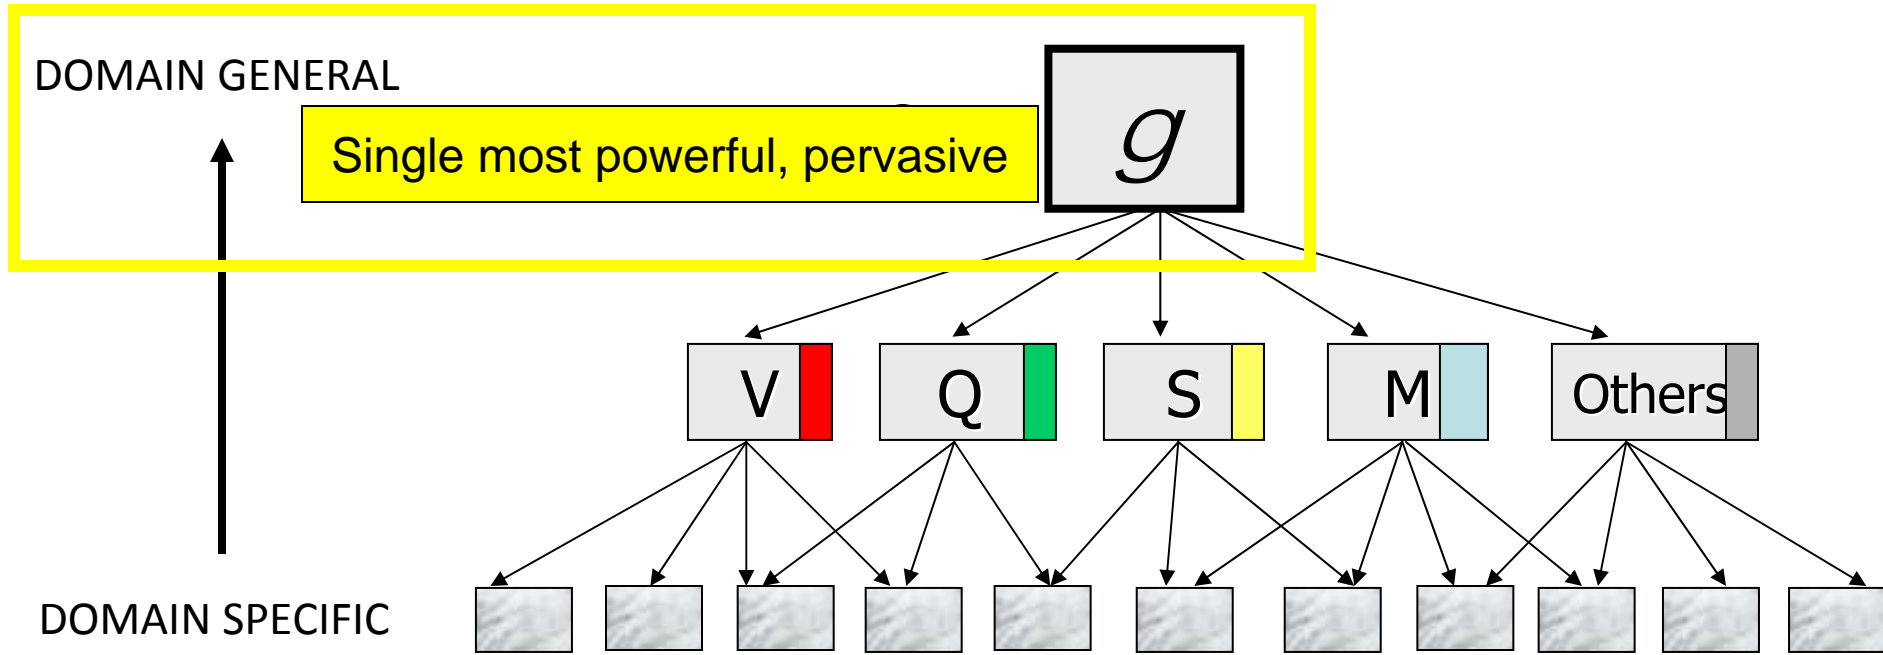 DOMAIN GENERAL
Single most powerful, pervasive
g
V
Q
S
M
Others
DOMAIN SPECIFIC